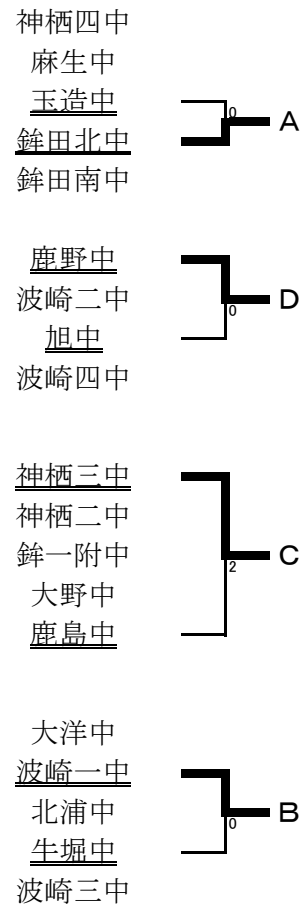 神栖四中
麻生中
玉造中
0
A
鉾田北中
鉾田南中
鹿野中
波崎二中
0
D
旭中
波崎四中
神栖三中
神栖二中
鉾一附中
2
C
大野中
鹿島中
大洋中
波崎一中
北浦中
0
B
牛堀中
波崎三中